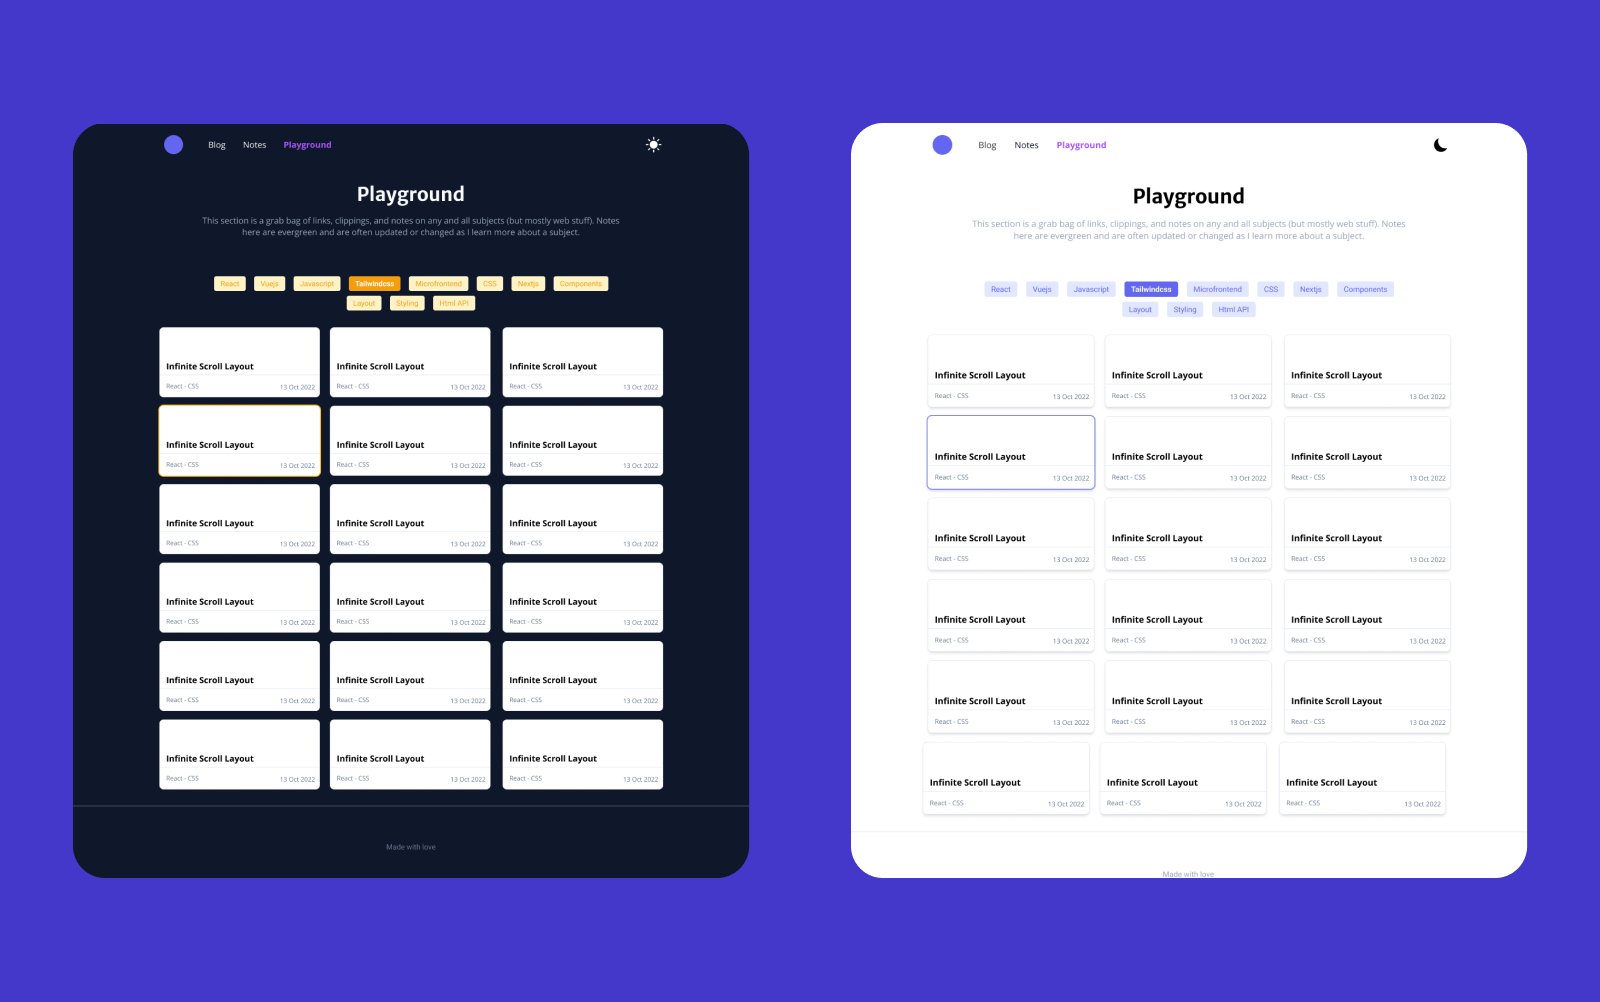 Blog Notes Playground
Playground
This section is a grab bag of links, clippings, and notes on any and all subjects (but mostly web stuff). Notes
here are evergreen and are often updated or changed as I learn more about a subject.
React Vuejs Javascript Tailwindcss Microfrontend CSS Nextjs Components
Layout Styling Html API
Infinite Scroll Layout Infinite Scroll Layout Infinite Scroll Layout
React - CSS 13 Oct 2022 React - CSS 13 Oct 2022 React - CSS 13 Oct 2022
Infinite Scroll Layout Infinite Scroll Layout Infinite Scroll Layout
React - CSS 13 Oct 2022 React - CSS 13 Oct 2022 React - CSS 13 Oct 2022
Infinite Scroll Layout Infinite Scroll Layout Infinite Scroll Layout
React - CSS 13 Oct 2022 React - CSS 13 Oct 2022 React - CSS 13 Oct 2022
Infinite Scroll Layout Infinite Scroll Layout Infinite Scroll Layout
React - CSS 13 Oct 2022 React - CSS 13 Oct 2022 React - CSS 13 Oct 2022
Infinite Scroll Layout Infinite Scroll Layout Infinite Scroll Layout
React - CSS 13 Oct 2022 React - CSS 13 Oct 2022 React - CSS 13 Oct 2022
Infinite Scroll Layout Infinite Scroll Layout Infinite Scroll Layout
React - CSS 13 Oct 2022 React - CSS 13 Oct 2022 React - CSS 13 Oct 2022
Made with love
Blog Notes Playground
Playground
This section is a grab bag of links, clippings, and notes on any and all subjects (but mostly web stuff). Notes
here are evergreen and are often updated or changed as I learn more about a subject.
React Vuejs Javascript Tailwindcss Microfrontend CSS Nextjs Components
Layout Styling Html API
Infinite Scroll Layout Infinite Scroll Layout Infinite Scroll Layout
React - CSS 13 Oct 2022 React - CSS 13 Oct 2022 React - CSS 13 Oct 2022
Infinite Scroll Layout Infinite Scroll Layout Infinite Scroll Layout
React - CSS 13 Oct 2022 React - CSS 13 Oct 2022 React - CSS 13 Oct 2022
Infinite Scroll Layout Infinite Scroll Layout Infinite Scroll Layout
React - CSS 13 Oct 2022 React - CSS 13 Oct 2022 React - CSS 13 Oct 2022
Infinite Scroll Layout Infinite Scroll Layout Infinite Scroll Layout
React - CSS 13 Oct 2022 React - CSS 13 Oct 2022 React - CSS 13 Oct 2022
Infinite Scroll Layout Infinite Scroll Layout Infinite Scroll Layout
React - CSS 13 Oct 2022 React - CSS 13 Oct 2022 React - CSS 13 Oct 2022
Infinite Scroll Layout Infinite Scroll Layout Infinite Scroll Layout
React - CSS 13 Oct 2022 React - CSS 13 Oct 2022 React - CSS 13 Oct 2022
Made with love